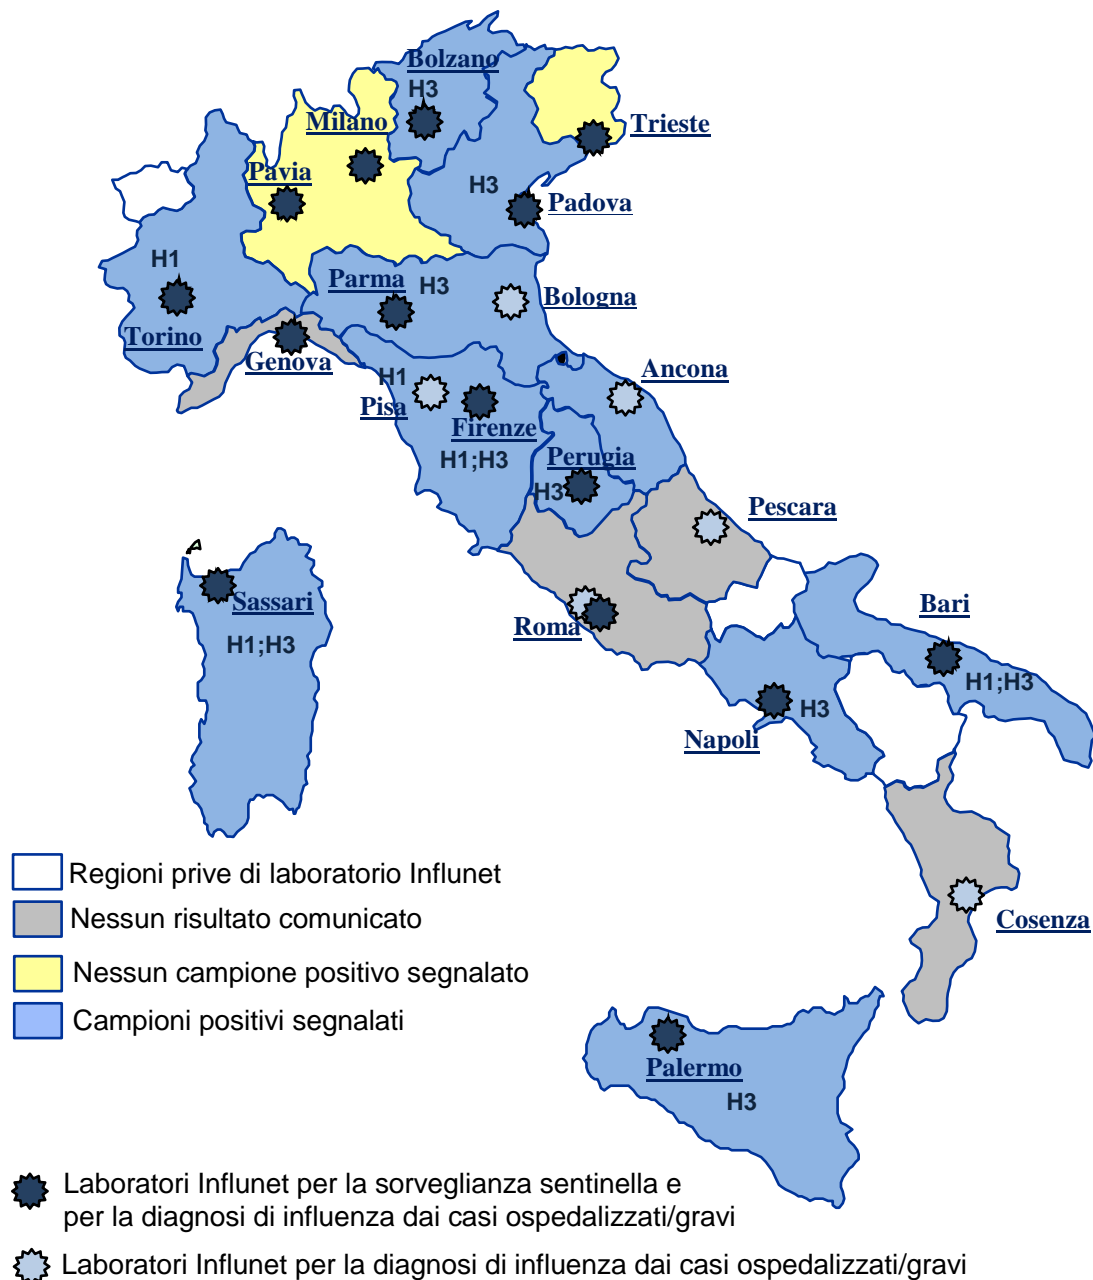 Bolzano
H3
Milano
Trieste
Pavia
H3
Padova
H1
Parma
H3
Bologna
Torino
Genova
Ancona
H1
Pisa
Firenze
H1;H3
Perugia
H3
Pescara
Sassari
H1;H3
Roma
Bari
H1;H3
H3
Napoli
Regioni prive di laboratorio Influnet
Nessun risultato comunicato
Cosenza
Nessun campione positivo segnalato
Campioni positivi segnalati
Palermo
H3
Laboratori Influnet per la sorveglianza sentinella e
per la diagnosi di influenza dai casi ospedalizzati/gravi
Laboratori Influnet per la diagnosi di influenza dai casi ospedalizzati/gravi